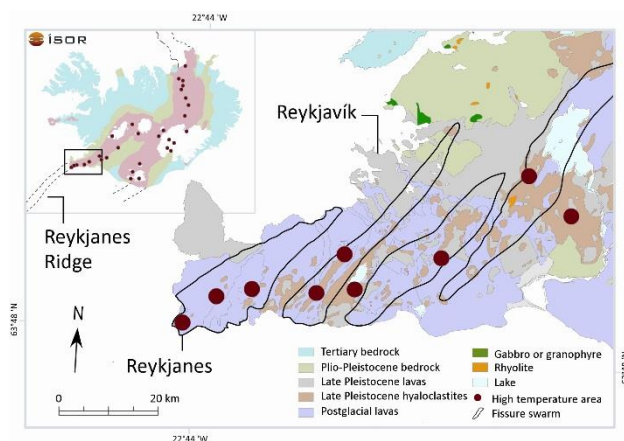 22°44 'W
ÍSOR
Reykjavík
Reykjanes
Ridge
63°48 'N
N
Reykjanes
0
20 km
Tertiary bedrock
Plio-Pleistocene bedrock
Late Pleistocene lavas
Late Pleistocene hyaloclastites
Postglacial lavas
Gabbro or granophyre
Rhyolite
Lake
High temperature area
Fissure swarm
22°44 'W